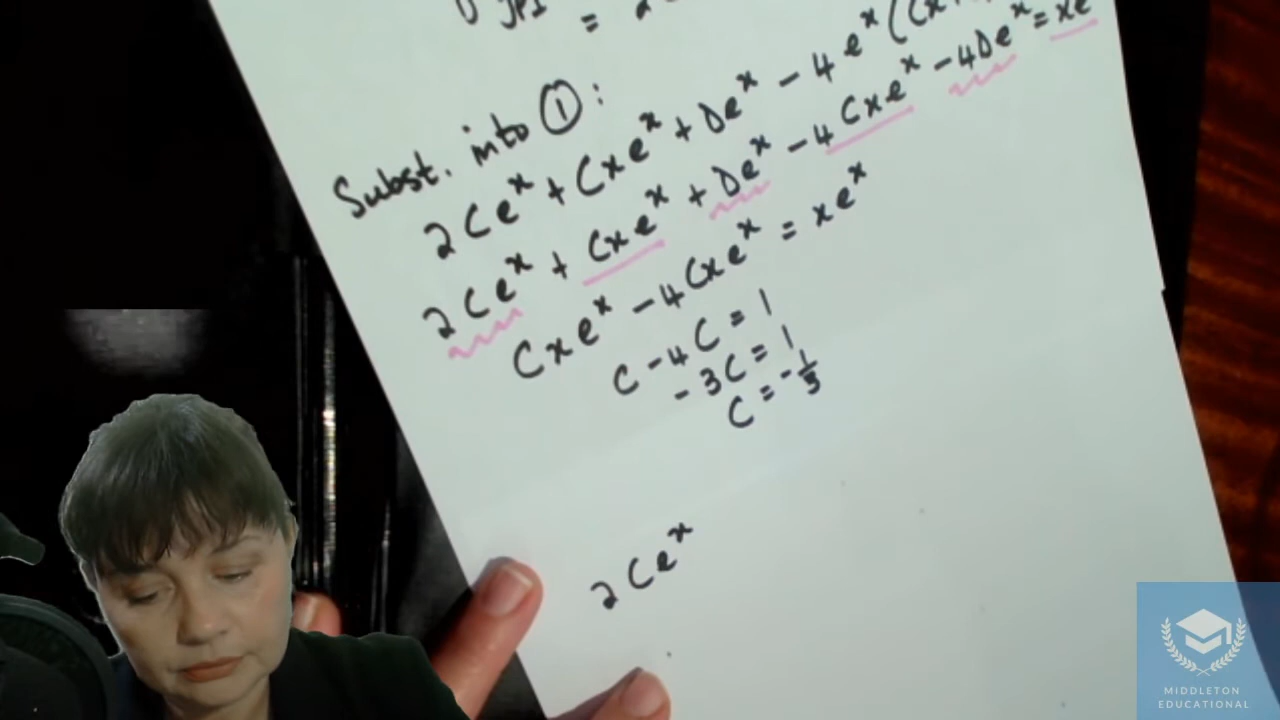 =
Subst. into ①:
2Ce^x + Cxe^x + De^x - 4e^x(Cx
2Ce^x + Cxe^x + De^x - 4Cxe^x - 4De^x = xe
Cxe^x - 4Cxe^x = xe^x
C - 4C = 1
-3C = 1
C = -1/3
2Ce^x
MIDDLETON
EDUCATIONAL